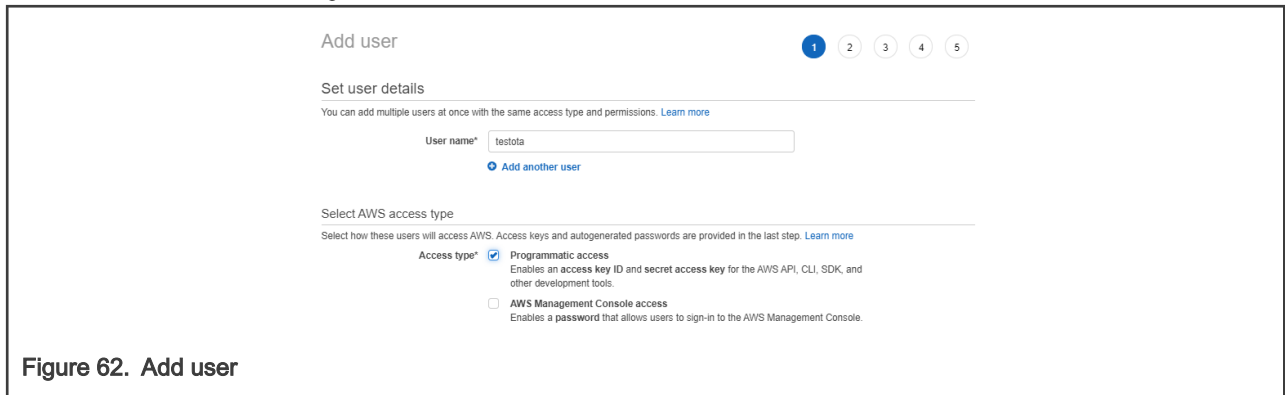 Add user
1 2 3 4 5
Set user details
You can add multiple users at once with the same access type and permissions. Learn more
User name* testota
Add another user
Select AWS access type
Select how these users will access AWS. Access keys and autogenerated passwords are provided in the last step. Learn more
Access type* Programmatic access
Enables an access key ID and secret access key for the AWS API, CLI, SDK, and
other development tools.
AWS Management Console access
Enables a password that allows users to sign-in to the AWS Management Console.
Figure 62. Add user